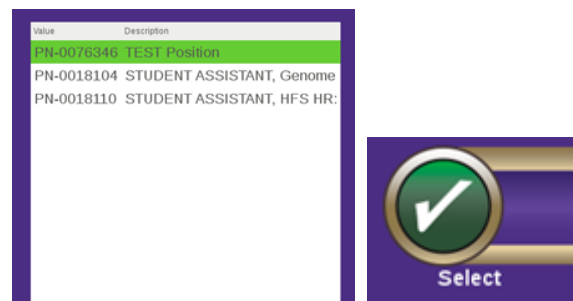 Value Description
PN-0076346 TEST Position
PN-0018104 STUDENT ASSISTANT, Genome
PN-0018110 STUDENT ASSISTANT, HFS HR:
Select